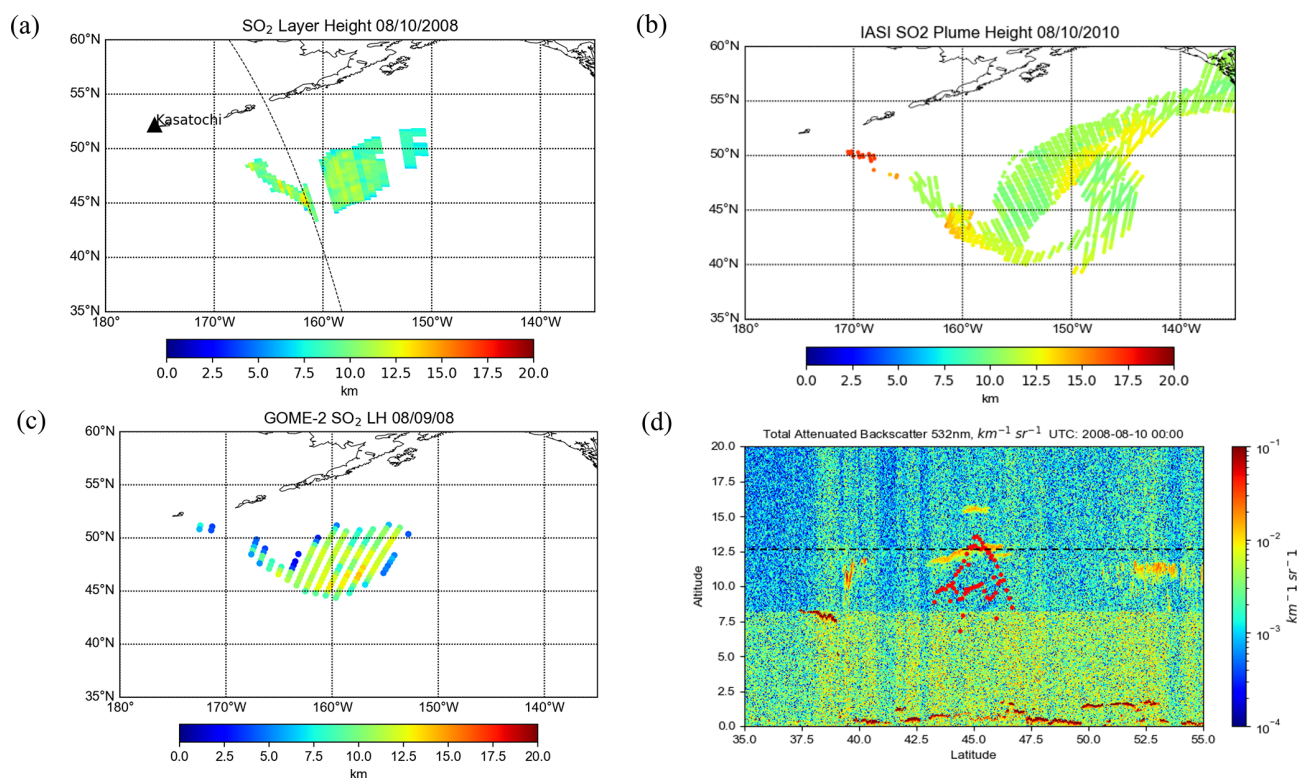 (a)
SO₂ Layer Height 08/10/2008
60°N
55°N
50°N
45°N
40°N
35°N
Kasatochi
180° 170°W 160°W 150°W 140°W
0.0 2.5 5.0 7.5 10.0 12.5 15.0 17.5 20.0
km
(b)
IASI SO2 Plume Height 08/10/2010
60°N
55°N
50°N
45°N
40°N
35°N
180° 170°W 160°W 150°W 140°W
0.0 2.5 5.0 7.5 10.0 12.5 15.0 17.5 20.0
km
(c)
GOME-2 SO₂ LH 08/09/08
60°N
55°N
50°N
45°N
40°N
35°N
180° 170°W 160°W 150°W 140°W
0.0 2.5 5.0 7.5 10.0 12.5 15.0 17.5 20.0
km
(d)
Total Attenuated Backscatter 532nm, km⁻¹ sr⁻¹ UTC: 2008-08-10 00:00
20.0
17.5
15.0
12.5
10.0
7.5
5.0
2.5
0.0
Altitude
35.0 37.5 40.0 42.5 45.0 47.5 50.0 52.5 55.0
Latitude
10⁻¹
10⁻²
10⁻³
10⁻⁴
km⁻¹ sr⁻¹